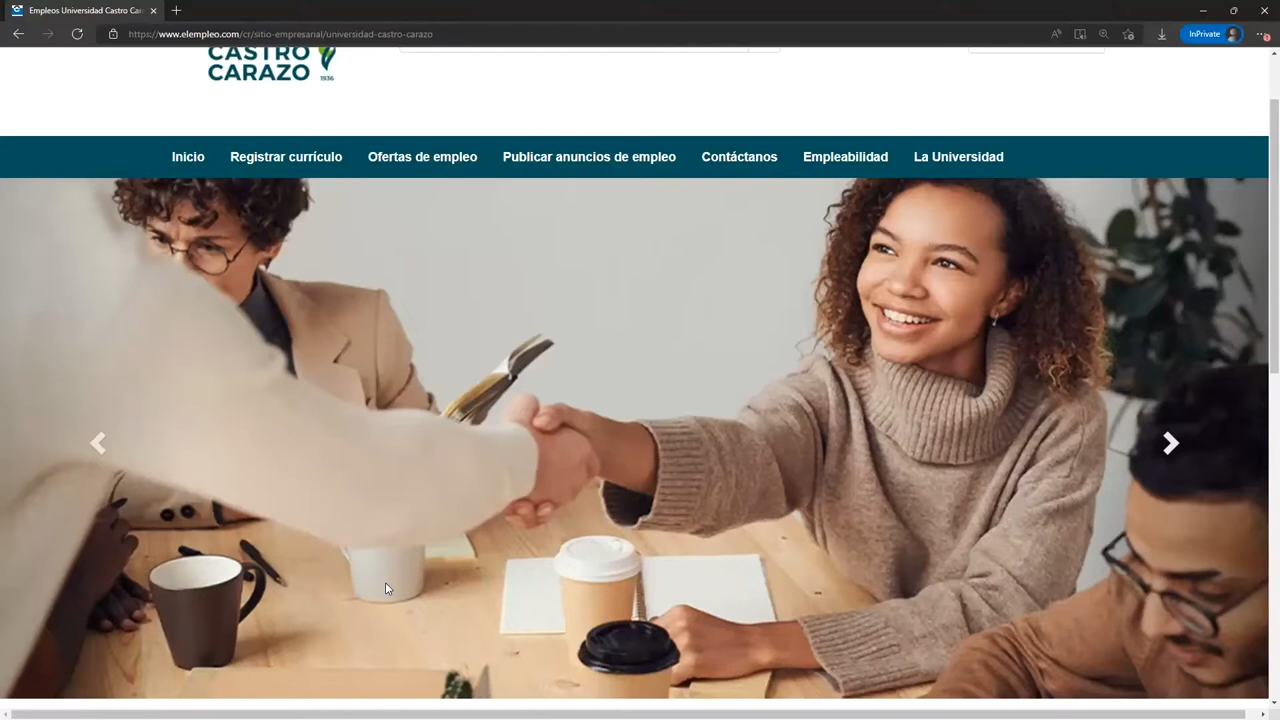 Empleos Universidad Castro Car
https://www.elempleo.com/cr/sitio-empresarial/universidad-castro-carazo
InPrivate
CASTRO
CARAZO
1936
Inicio Registrar currículo Ofertas de empleo Publicar anuncios de empleo Contáctanos Empleabilidad La Universidad